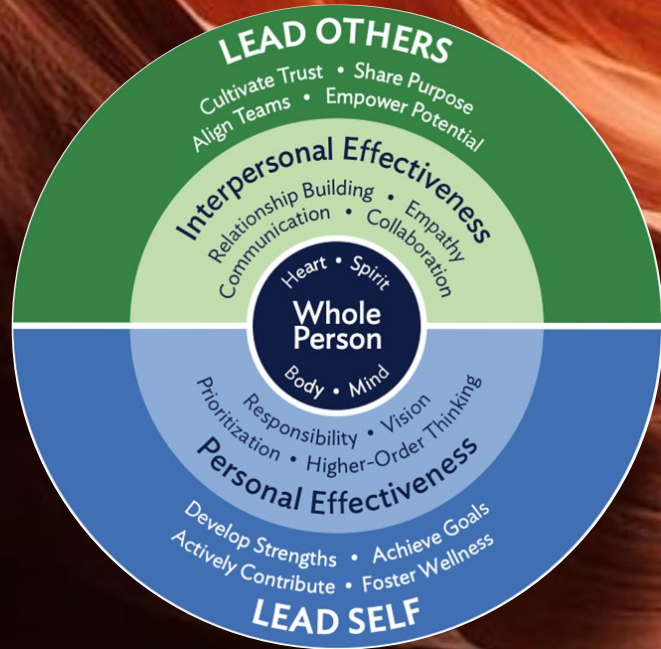 LEAD OTHERS
Cultivate Trust • Share Purpose
Align Teams • Empower Potential
Interpersonal Effectiveness
Relationship Building • Empathy
Communication • Collaboration
Heart • Spirit
Whole
Person
Body • Mind
Responsibility • Vision
Prioritization • Higher-Order Thinking
Personal Effectiveness
Develop Strengths • Achieve Goals
Actively Contribute • Foster Wellness
LEAD SELF